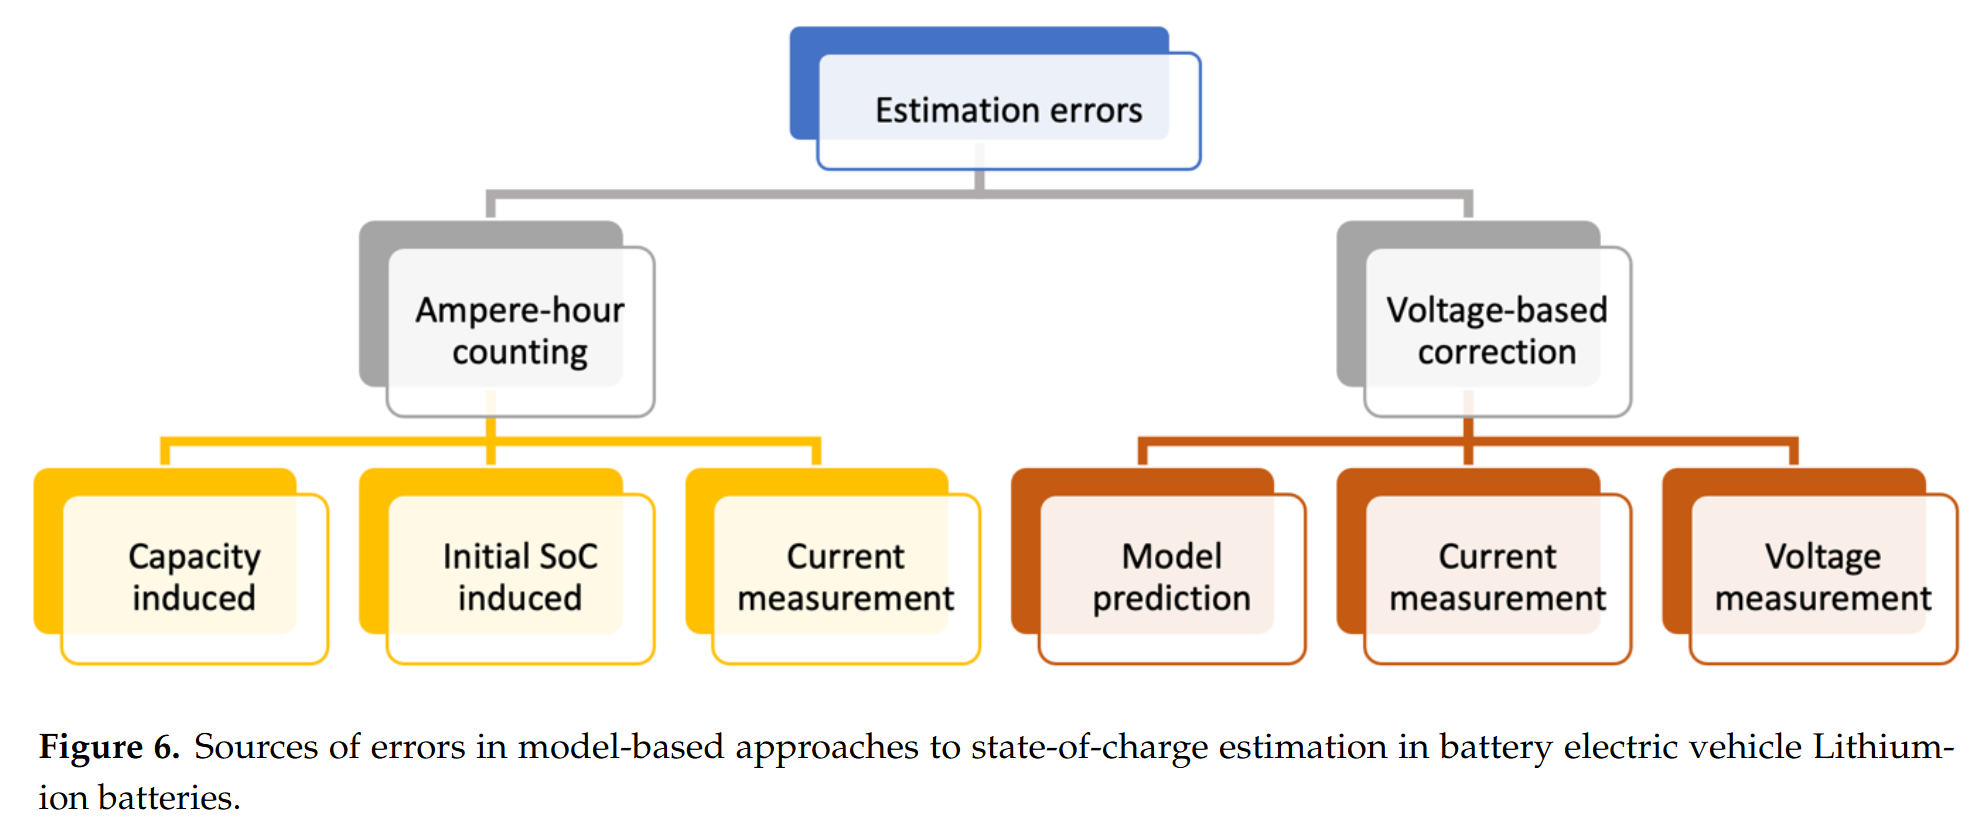 Estimation errors
Ampere-hour
counting
Voltage-based
correction
Capacity
induced
Initial SoC
induced
Current
measurement
Model
prediction
Current
measurement
Voltage
measurement
Figure 6. Sources of errors in model-based approaches to state-of-charge estimation in battery electric vehicle Lithium-
ion batteries.